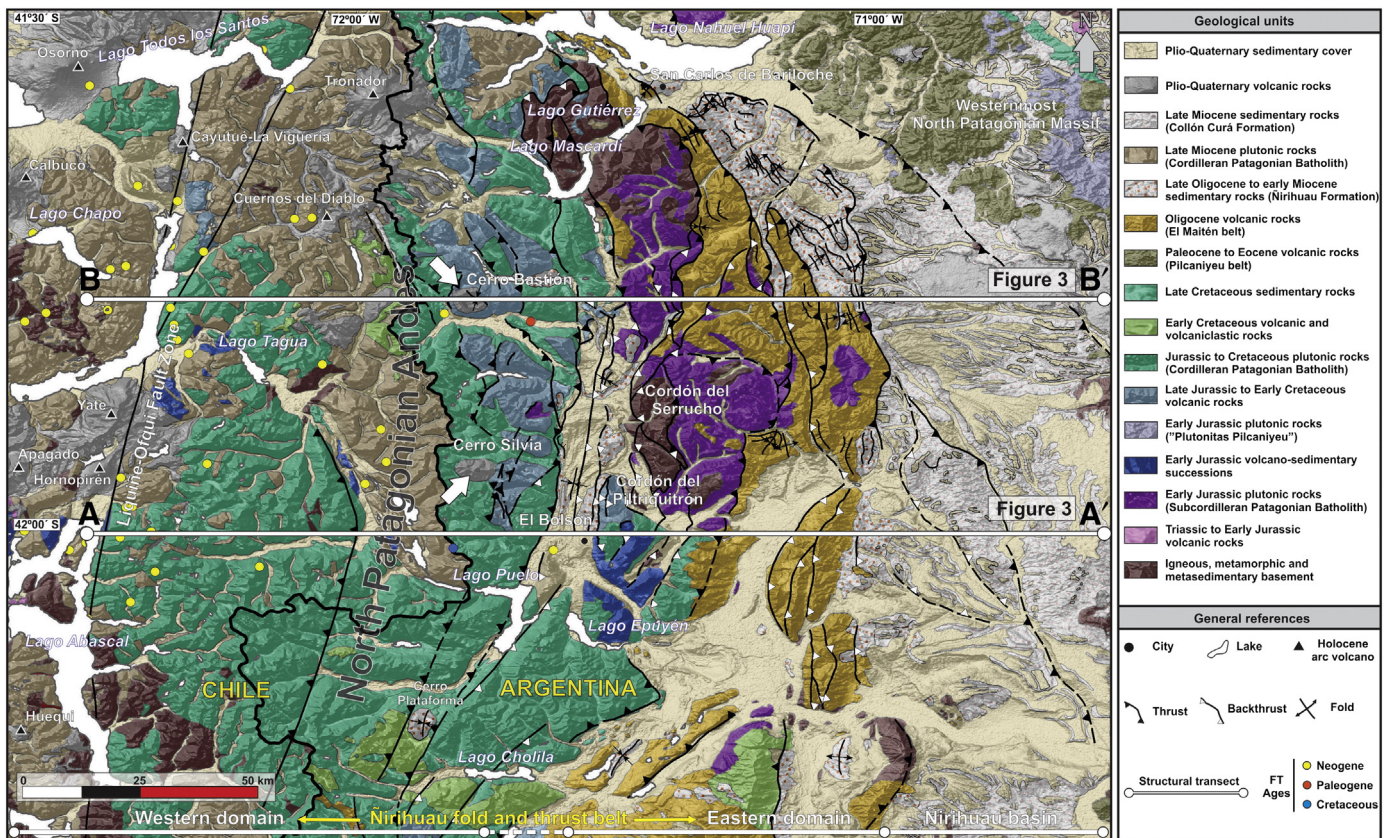 41º30´ S
72º00´ W
71º00´ W
N
Lago Todos los Santos
Osorno
Tronador
Lago Nahuel Huapi
San Carlos de Bariloche
Westernmost
North Patagonian Massif
Lago Gutiérrez
Cayutué-La Viguería
Lago Mascardi
Calbuco
Cuernos del Diablo
Lago Chapo
Cerro Bastión
B
Figure 3
B′
Liquiñe-Ofqui Fault Zone
North Patagonian Andes
Lago Tagua
Cordón del
Serrucho
Yate
Cerro Silvia
Apagado
Hornopirén
Cordón del
Piltriquitrón
El Bolsón
Figure 3
42º00´ S
A
A′
Lago Puelo
Lago Epuyén
Lago Abascal
CHILE
ARGENTINA
Cerro
Plataforma
Huequi
Lago Cholila
0 25 50 km
Western domain
Ñirihuau fold and thrust belt
Eastern domain
Ñirihuau basin
Geological units
Plio-Quaternary sedimentary cover
Plio-Quaternary volcanic rocks
Late Miocene sedimentary rocks
(Collón Curá Formation)
Late Miocene plutonic rocks
(Cordilleran Patagonian Batholith)
Late Oligocene to early Miocene
sedimentary rocks (Ñirihuau Formation)
Oligocene volcanic rocks
(El Maitén belt)
Paleocene to Eocene volcanic rocks
(Pilcaniyeu belt)
Late Cretaceous sedimentary rocks
Early Cretaceous volcanic and
volcaniclastic rocks
Jurassic to Cretaceous plutonic rocks
(Cordilleran Patagonian Batholith)
Late Jurassic to Early Cretaceous
volcanic rocks
Early Jurassic plutonic rocks
(”Plutonitas Pilcaniyeu”)
Early Jurassic volcano-sedimentary
successions
Early Jurassic plutonic rocks
(Subcordilleran Patagonian Batholith)
Triassic to Early Jurassic
volcanic rocks
Igneous, metamorphic and
metasedimentary basement
General references
City
Lake
Holocene
arc volcano
Thrust
Backthrust
Fold
Structural transect
FT
Ages
Neogene
Paleogene
Cretaceous